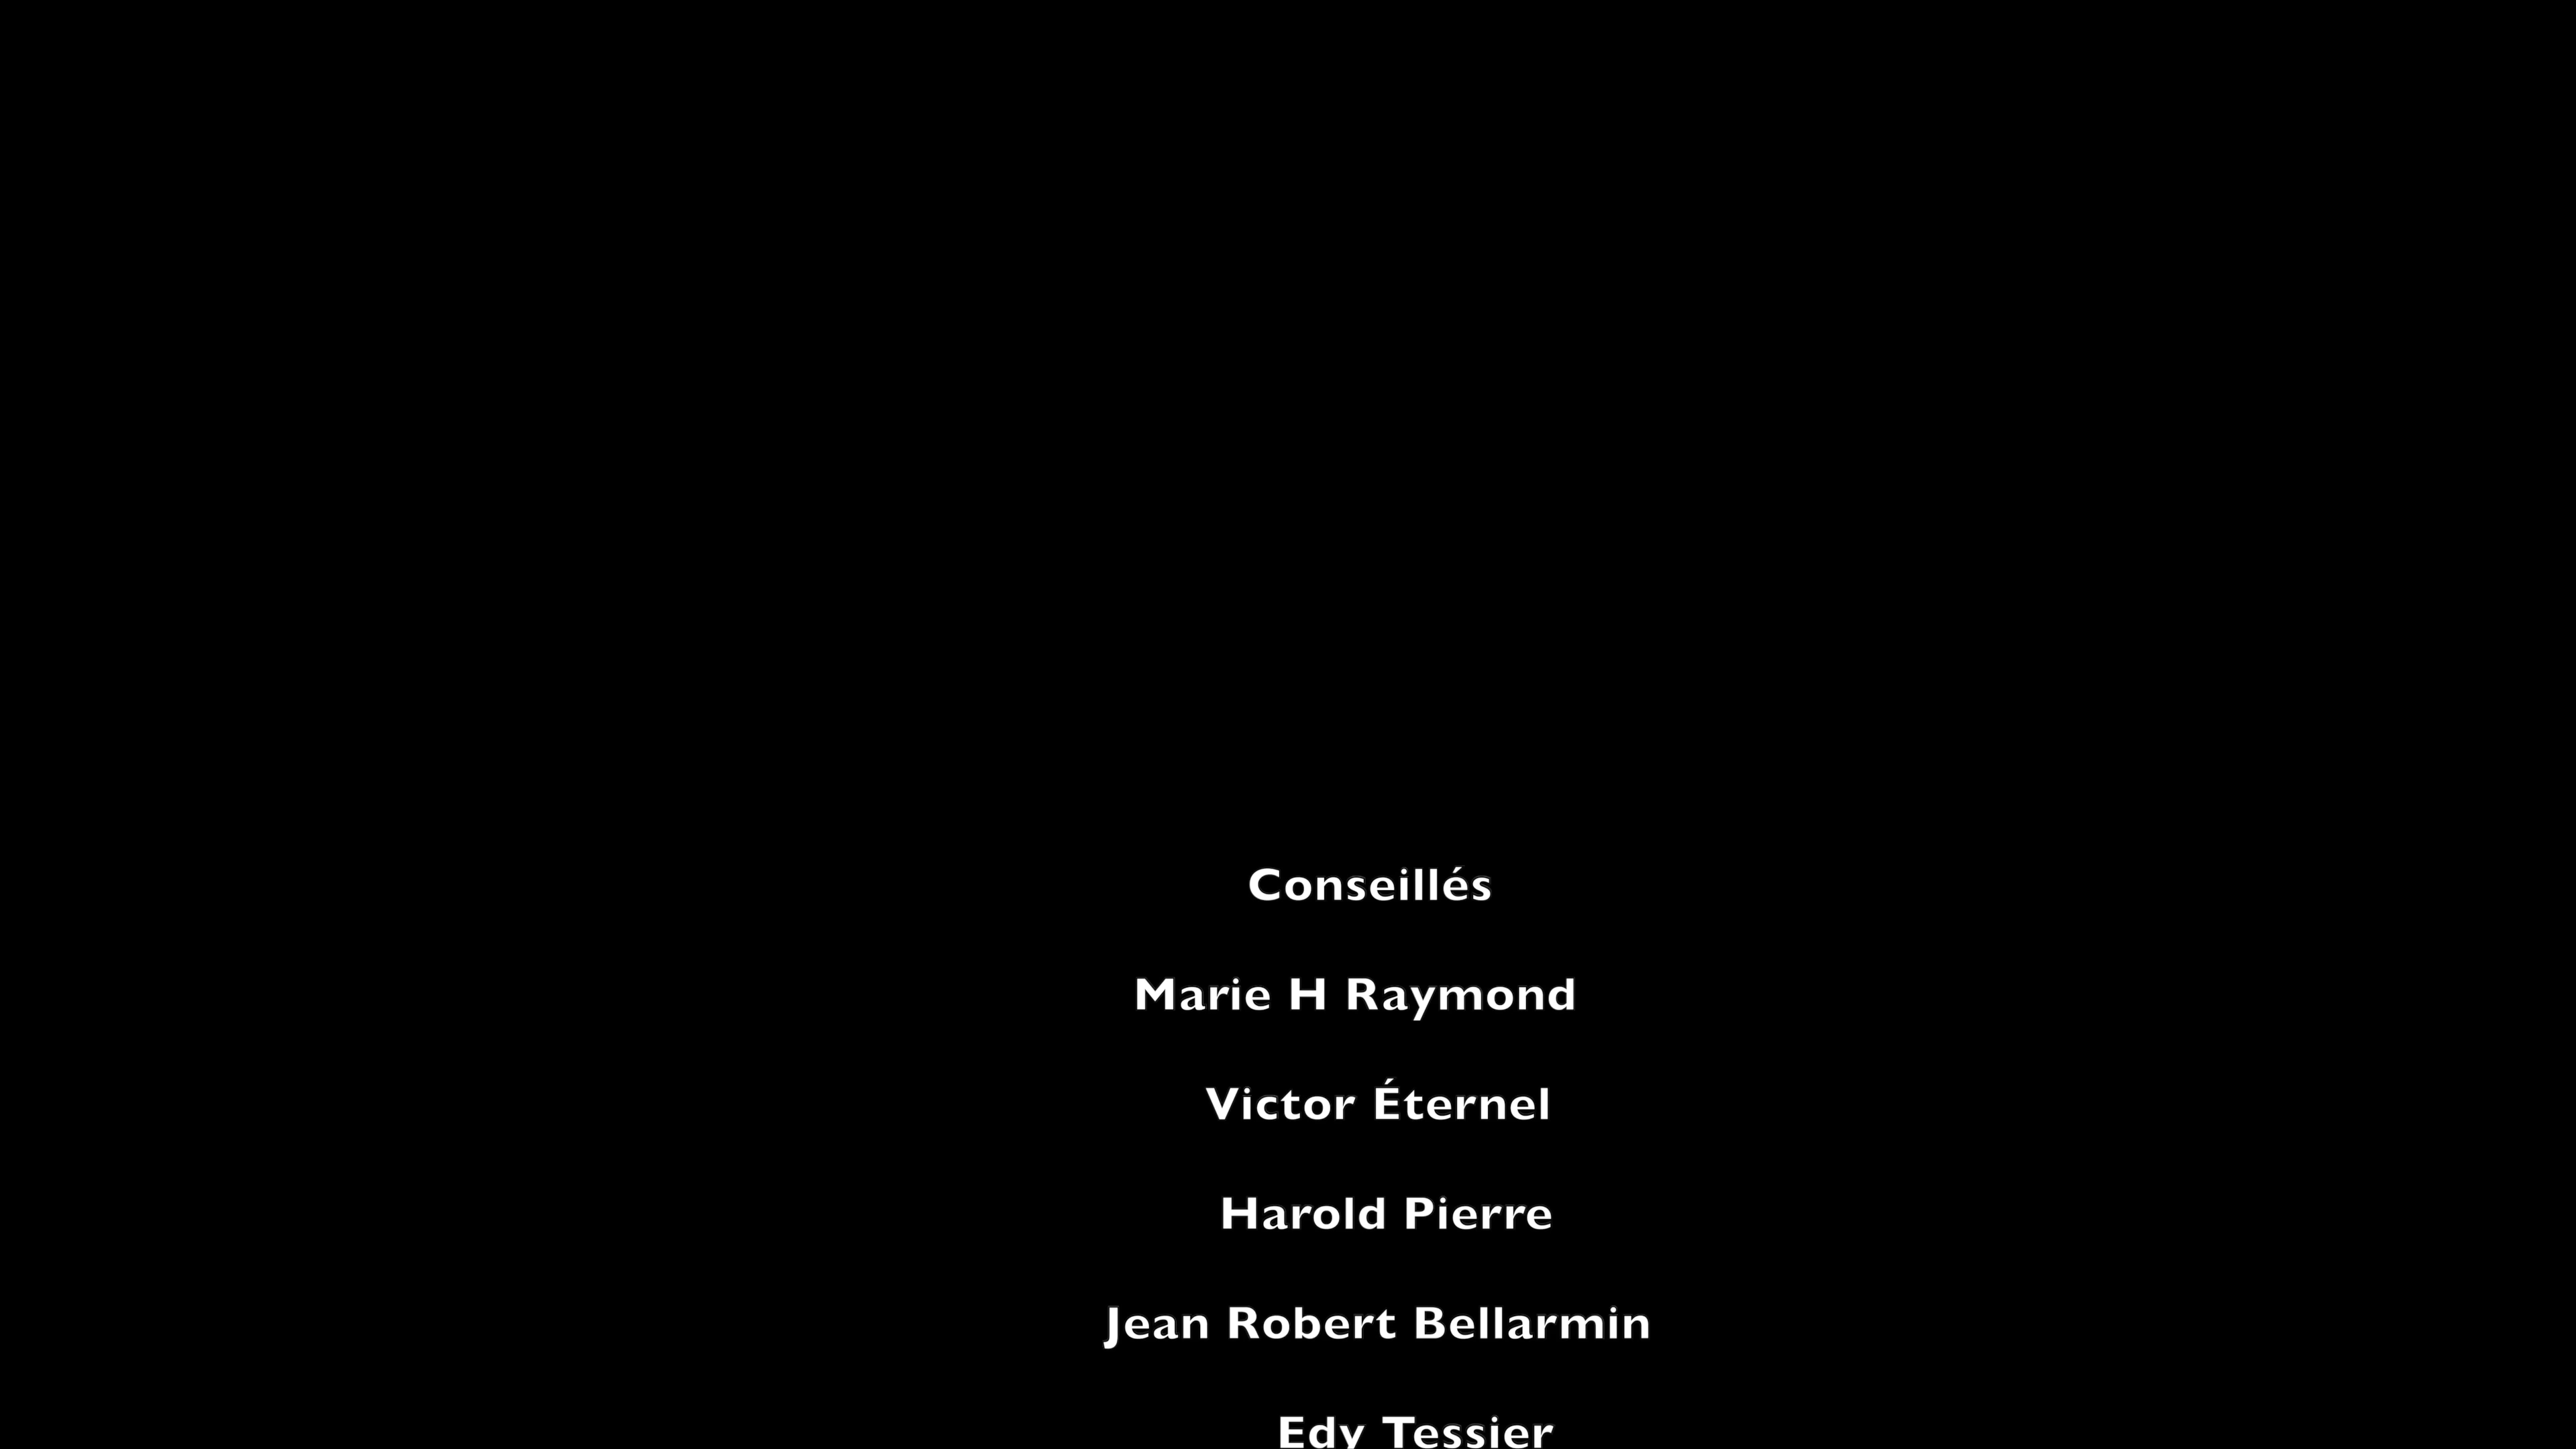 Conseillés
Marie H Raymond
Victor Éternel
Harold Pierre
Jean Robert Bellarmin
Edy Tessier